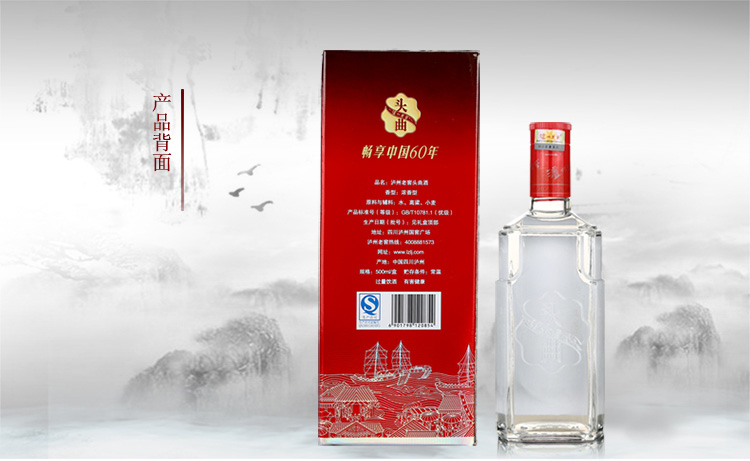 产品背面
头
曲
畅享中国60年
品名：泸州老窖头曲酒
香型：浓香型
原料与辅料：水、高粱、小麦
产品标准号（等级）：GB/T10781.1（优级）
生产日期（批号）：见礼盒顶部
地址：四川泸州国窖广场
泸州老窖热线：4008881573
网址：www.lzlj.com
产地：中国四川泸州
规格：500ml/盒 贮存条件：常温
过量饮酒 有害健康
6901798120854